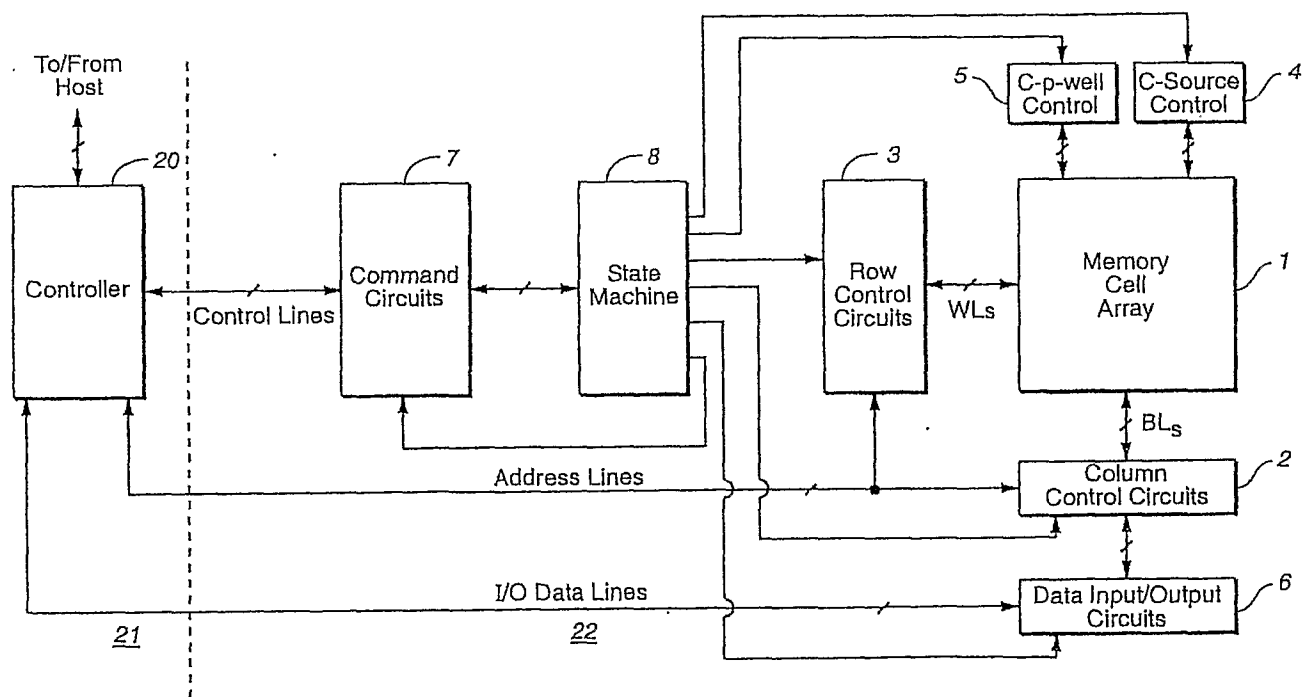 To/From
Host
20
Controller
Control Lines
7
Command
Circuits
8
State
Machine
3
Row
Control
Circuits
WLs
5
C-p-well
Control
C-Source
Control
4
Memory
Cell
Array
1
BLs
Address Lines
Column
Control Circuits
2
I/O Data Lines
Data Input/Output
Circuits
6
21
22